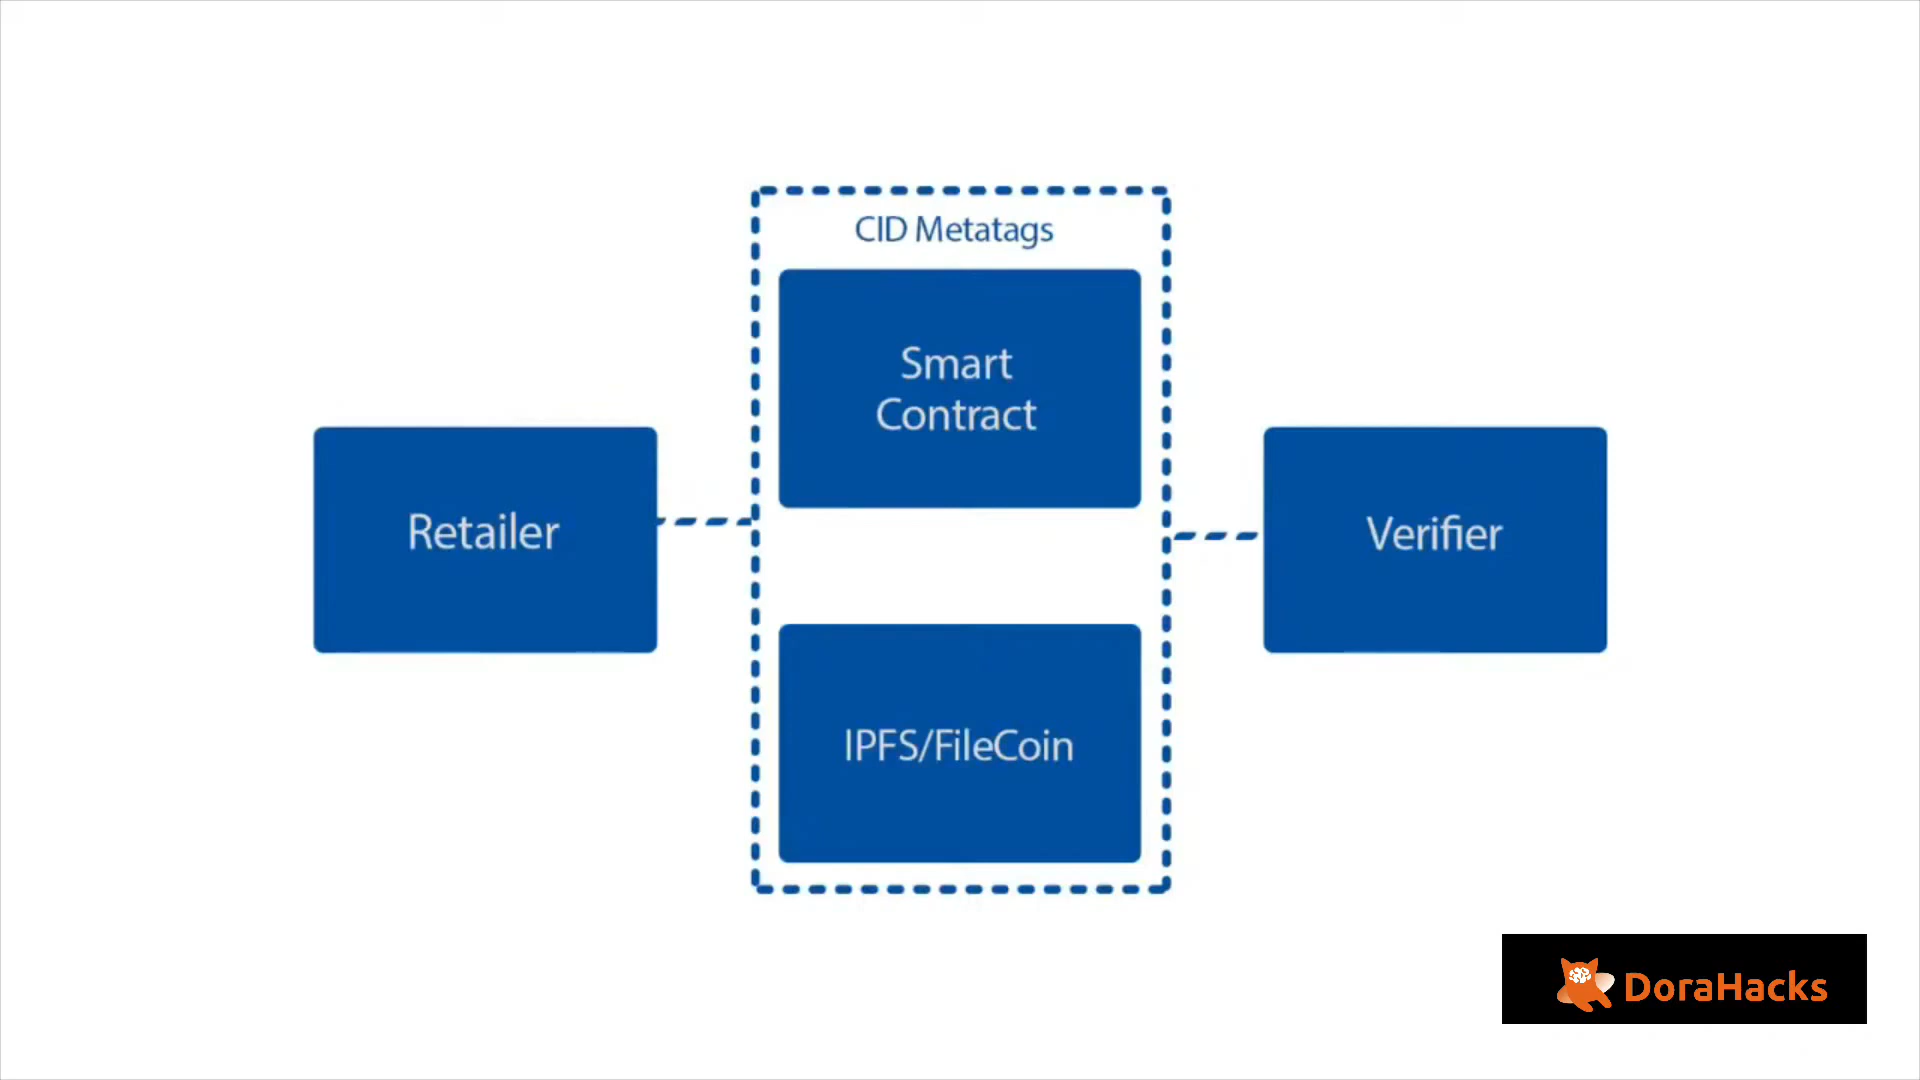 CID Metatags
Smart
Contract
Retailer
Verifier
IPFS/FileCoin
DoraHacks